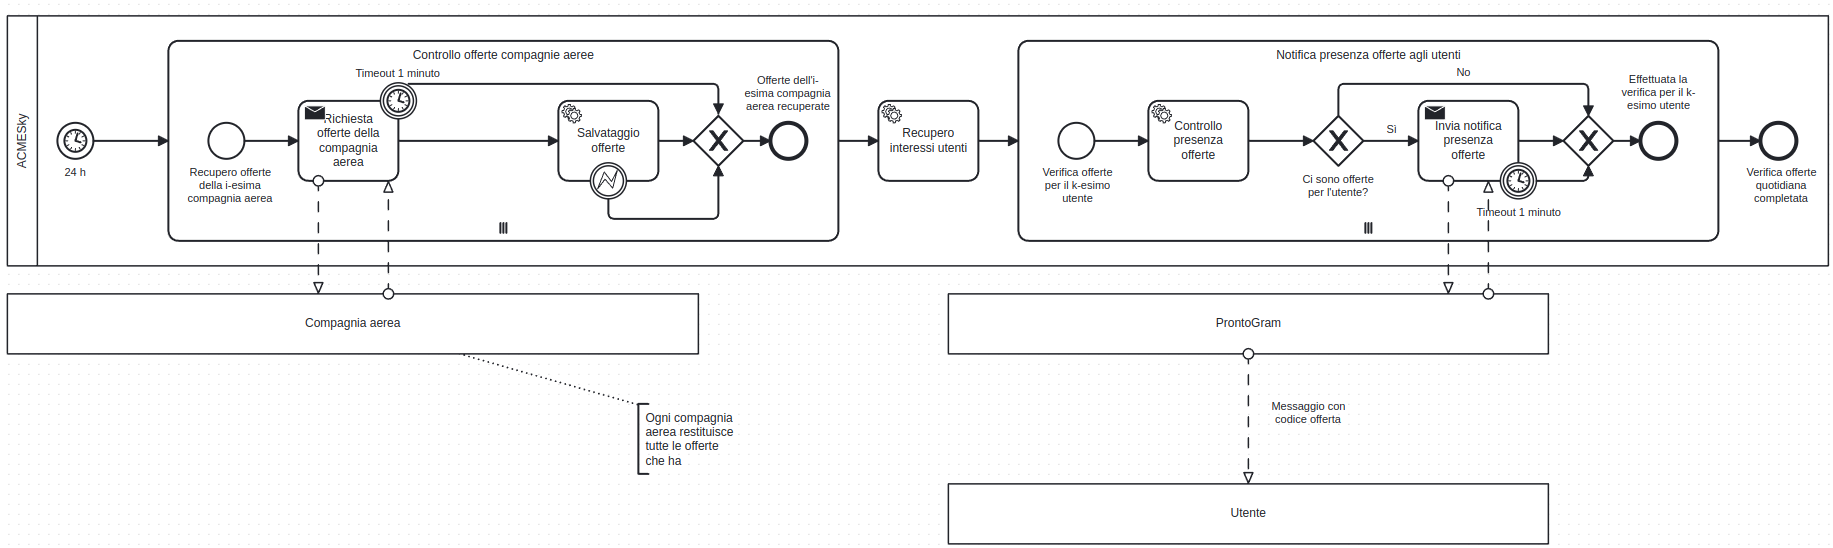 ACMESky
24 h
Controllo offerte compagnie aeree
Timeout 1 minuto
Recupero offerte
della i-esima
compagnia aerea
Richiesta
offerte della
compagnia
aerea
Salvataggio
offerte
Offerte dell'i-
esima compagnia
aerea recuperate
Recupero
interessi utenti
Notifica presenza offerte agli utenti
Verifica offerte
per il k-esimo
utente
Controllo
presenza
offerte
No
Ci sono offerte
per l'utente?
Sì
Invia notifica
presenza
offerte
Timeout 1 minuto
Effettuata la
verifica per il k-
esimo utente
Verifica offerte
quotidiana
completata
Compagnia aerea
Ogni compagnia
aerea restituisce
tutte le offerte
che ha
ProntoGram
Messaggio con
codice offerta
Utente